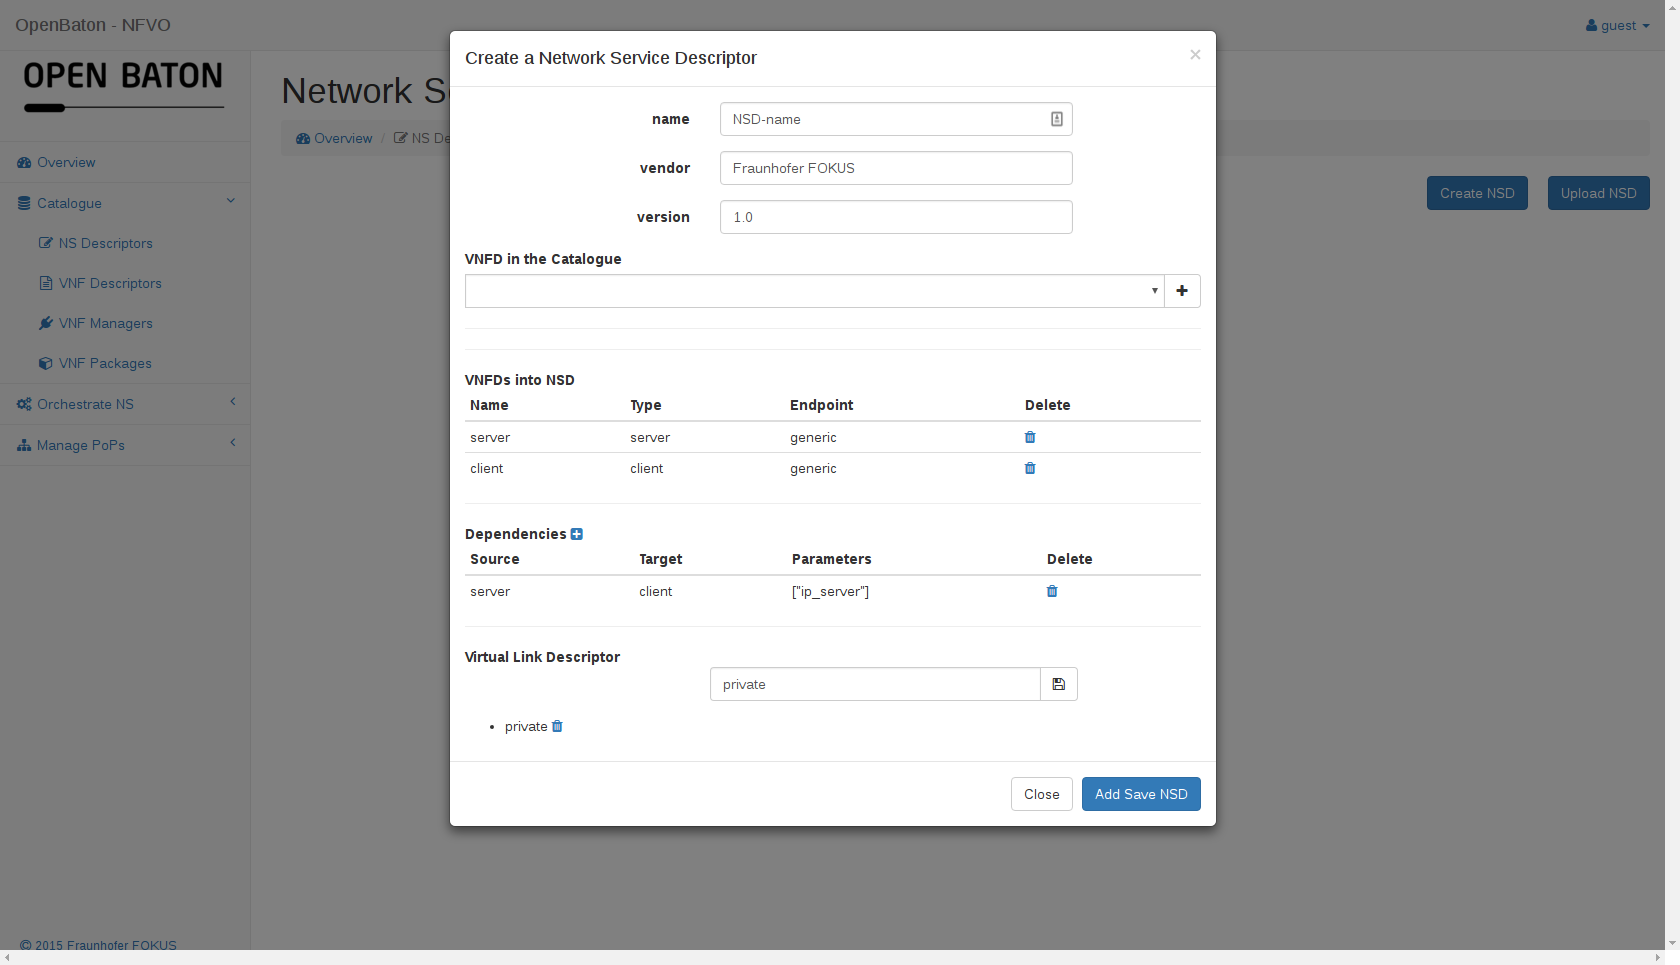 OpenBaton - NFVO
guest
OPEN BATON
Overview
Catalogue
NS Descriptors
VNF Descriptors
VNF Managers
VNF Packages
Orchestrate NS
Manage PoPs
© 2015 Fraunhofer FOKUS
Network S
Overview / NS De
Create NSD Upload NSD
Create a Network Service Descriptor ×
name NSD-name
vendor Fraunhofer FOKUS
version 1.0
VNFD in the Catalogue
VNFDs into NSD
Name Type Endpoint Delete
server server generic
client client generic
Dependencies
Source Target Parameters Delete
server client ["ip_server"]
Virtual Link Descriptor
private
• private
Close Add Save NSD